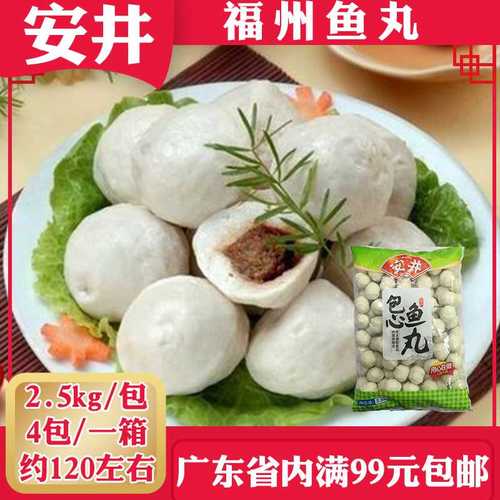 安井
福州鱼丸
安井
包心
鱼丸
2.5kg/包
4包/一箱
约120左右
广东省内满99元包邮